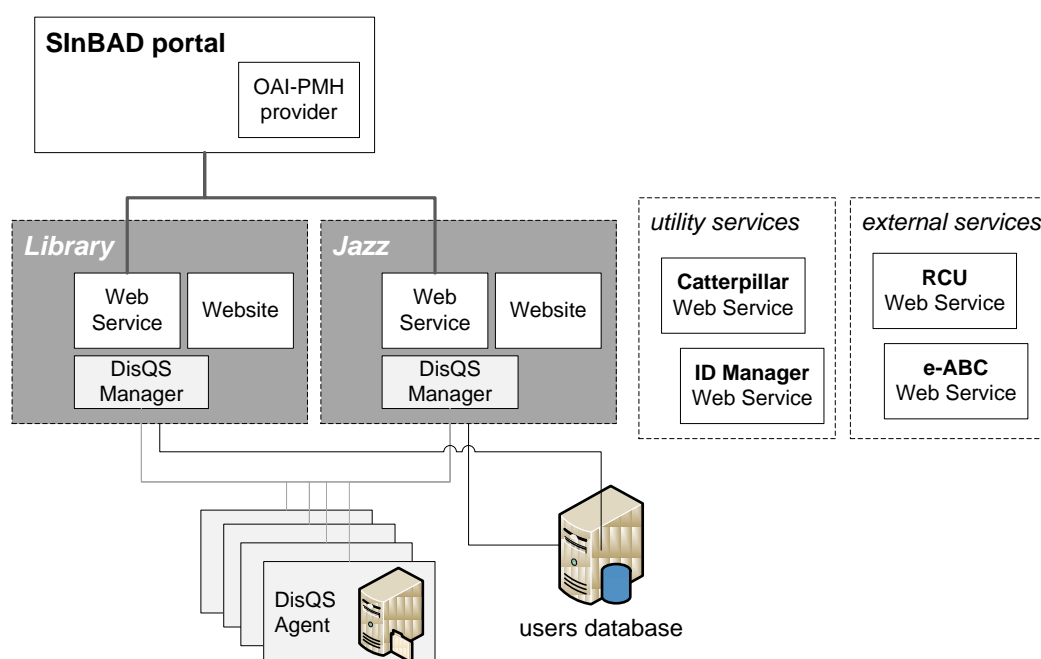 SInBAD portal
OAI-PMH
provider
Library
Web
Service
Website
DisQS
Manager
Jazz
Web
Service
Website
DisQS
Manager
utility services
Catterpillar
Web Service
ID Manager
Web Service
external services
RCU
Web Service
e-ABC
Web Service
DisQS
Agent
users database